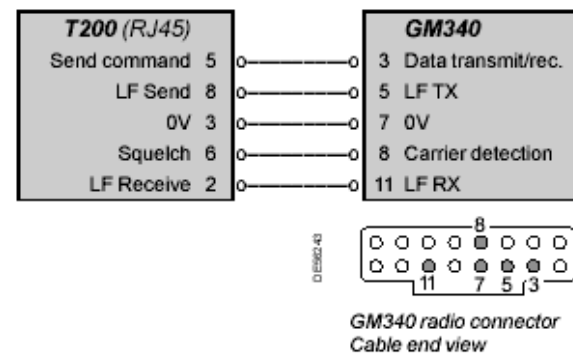 T200 (RJ45)
GM340
Send command 5
3 Data transmit/rec.
LF Send 8
5 LF TX
0V 3
7 0V
Squelch 6
8 Carrier detection
LF Receive 2
11 LF RX
DE58243
8
11 7 5 3
GM340 radio connector
Cable end view